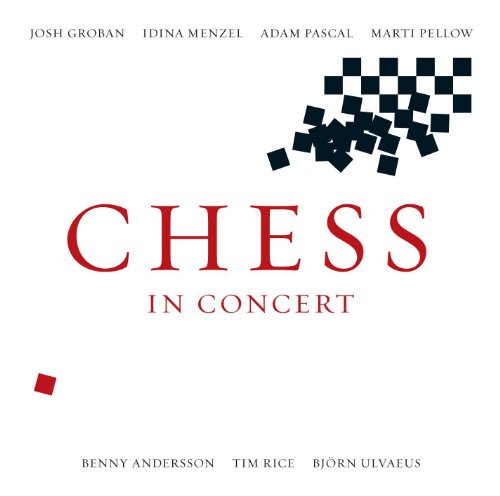 JOSH GROBAN IDINA MENZEL ADAM PASCAL MARTI PELLOW
CHESS
IN CONCERT
BENNY ANDERSSON TIM RICE BJÖRN ULVAEUS